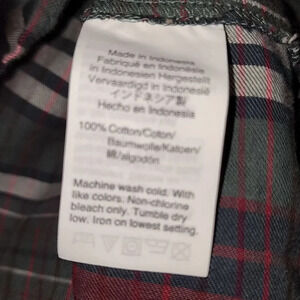 Made in Indonesia
Fabriqué en Indonésie
in Indonesien Hergestellt
Vervaardigd in Indonesië
インドネシア製
Hecho en Indonesia
100% Cotton/Coton/
Baumwolle/Katoen/
綿/algodón
Machine wash cold. With
like colors. Non-chlorine
bleach only. Tumble dry
low. Iron on lowest setting.